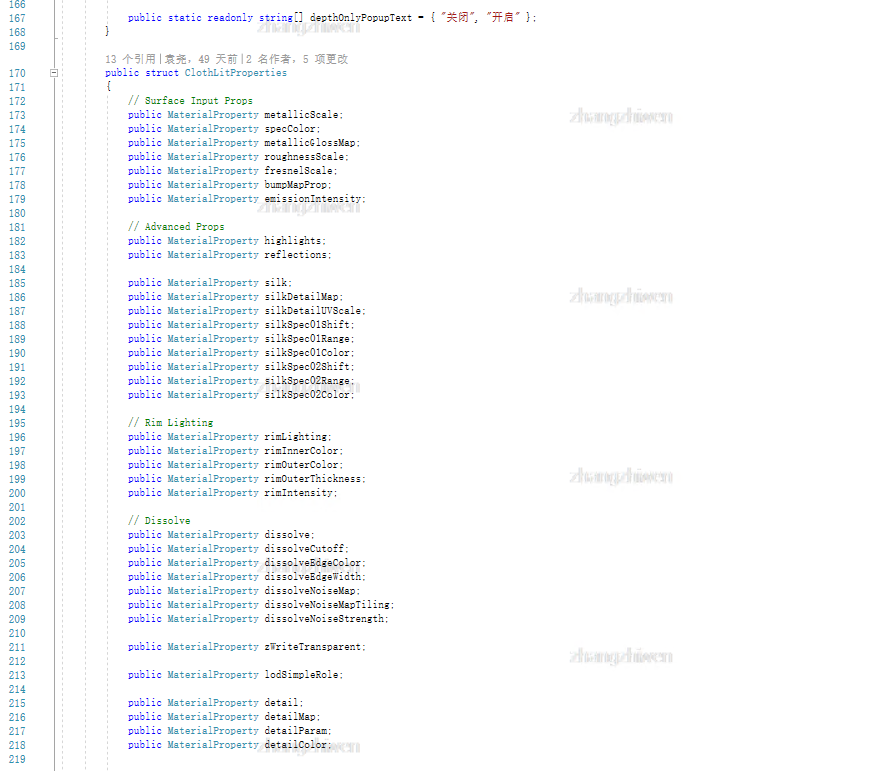 166
167 public static readonly string[] depthOnlyPopupText = { "关闭", "开启" };
168 }
169
13 个引用|袁尧，49 天前|2 名作者，5 项更改
170 public struct ClothLitProperties
171 {
172 // Surface Input Props
173 public MaterialProperty metallicScale;
174 public MaterialProperty specColor;
175 public MaterialProperty metallicGlossMap;
176 public MaterialProperty roughnessScale;
177 public MaterialProperty fresnelScale;
178 public MaterialProperty bumpMapProp;
179 public MaterialProperty emissionIntensity;
180
181 // Advanced Props
182 public MaterialProperty highlights;
183 public MaterialProperty reflections;
184
185 public MaterialProperty silk;
186 public MaterialProperty silkDetailMap;
187 public MaterialProperty silkDetailUVScale;
188 public MaterialProperty silkSpec01Shift;
189 public MaterialProperty silkSpec01Range;
190 public MaterialProperty silkSpec01Color;
191 public MaterialProperty silkSpec02Shift;
192 public MaterialProperty silkSpec02Range;
193 public MaterialProperty silkSpec02Color;
194
195 // Rim Lighting
196 public MaterialProperty rimLighting;
197 public MaterialProperty rimInnerColor;
198 public MaterialProperty rimOuterColor;
199 public MaterialProperty rimOuterThickness;
200 public MaterialProperty rimIntensity;
201
202 // Dissolve
203 public MaterialProperty dissolve;
204 public MaterialProperty dissolveCutoff;
205 public MaterialProperty dissolveEdgeColor;
206 public MaterialProperty dissolveEdgeWidth;
207 public MaterialProperty dissolveNoiseMap;
208 public MaterialProperty dissolveNoiseMapTiling;
209 public MaterialProperty dissolveNoiseStrength;
210
211 public MaterialProperty zWriteTransparent;
212
213 public MaterialProperty lodSimpleRole;
214
215 public MaterialProperty detail;
216 public MaterialProperty detailMap;
217 public MaterialProperty detailParam;
218 public MaterialProperty detailColor;
219